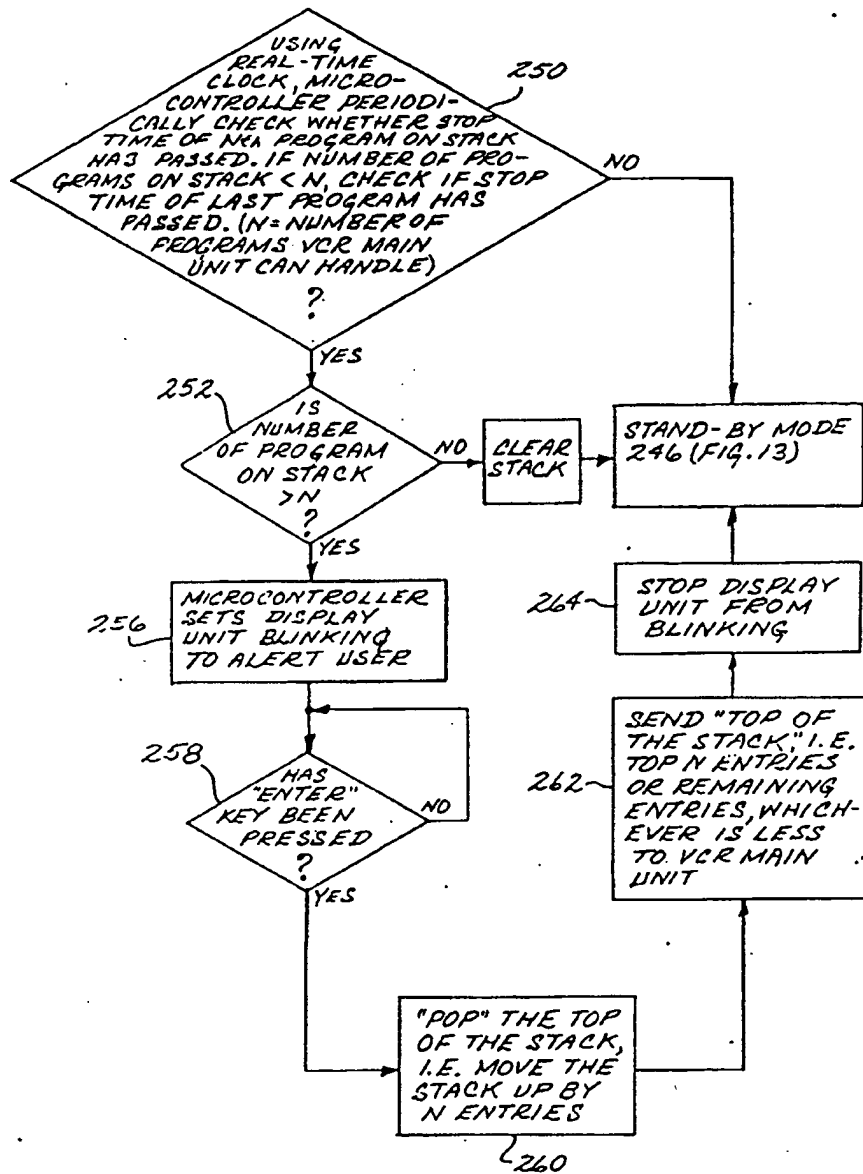 USING
REAL-TIME
CLOCK, MICRO-
CONTROLLER PERIODI-
CALLY CHECK WHETHER STOP
TIME OF Nth PROGRAM ON STACK
HAS PASSED. IF NUMBER OF PRO-
GRAMS ON STACK < N, CHECK IF STOP
TIME OF LAST PROGRAM HAS
PASSED. (N = NUMBER OF
PROGRAMS VCR MAIN
UNIT CAN HANDLE)
?
250
NO
YES
252
IS
NUMBER
OF PROGRAM
ON STACK
>N
?
NO
CLEAR
STACK
STAND-BY MODE
246 (FIG. 13)
YES
256
MICROCONTROLLER
SETS DISPLAY
UNIT BLINKING
TO ALERT USER
264
STOP DISPLAY
UNIT FROM
BLINKING
258
HAS
"ENTER"
KEY BEEN
PRESSED
?
NO
YES
262
SEND "TOP OF
THE STACK," I.E.
TOP N ENTRIES
OR REMAINING
ENTRIES, WHICH-
EVER IS LESS
TO VCR MAIN
UNIT
"POP" THE TOP
OF THE STACK,
I.E. MOVE THE
STACK UP BY
N ENTRIES
260